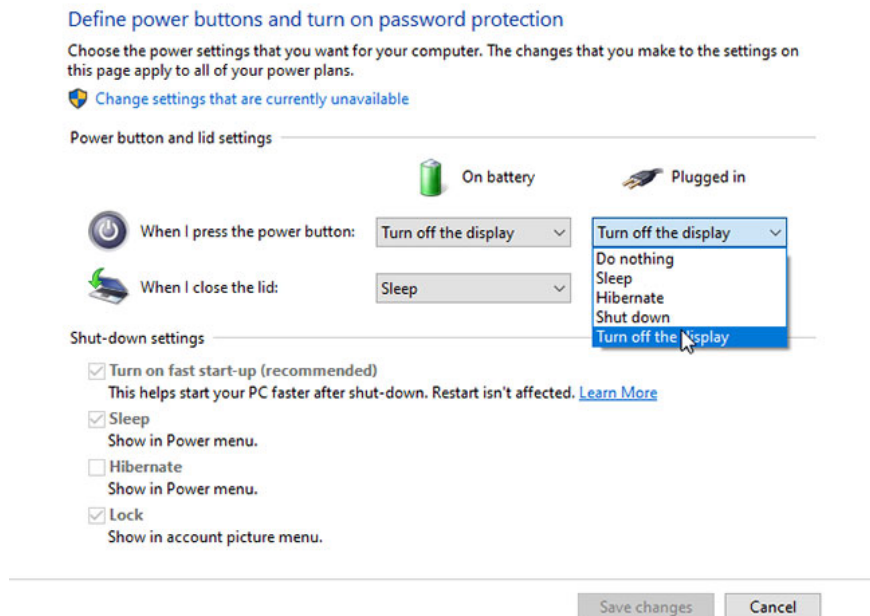 Define power buttons and turn on password protection
Choose the power settings that you want for your computer. The changes that you make to the settings on
this page apply to all of your power plans.
Change settings that are currently unavailable
Power button and lid settings
On battery
Plugged in
When I press the power button:
Turn off the display
Turn off the display
Do nothing
Sleep
Hibernate
Shut down
Turn off the display
When I close the lid:
Sleep
Shut-down settings
Turn on fast start-up (recommended)
This helps start your PC faster after shut-down. Restart isn't affected. Learn More
Sleep
Show in Power menu.
Hibernate
Show in Power menu.
Lock
Show in account picture menu.
Save changes
Cancel